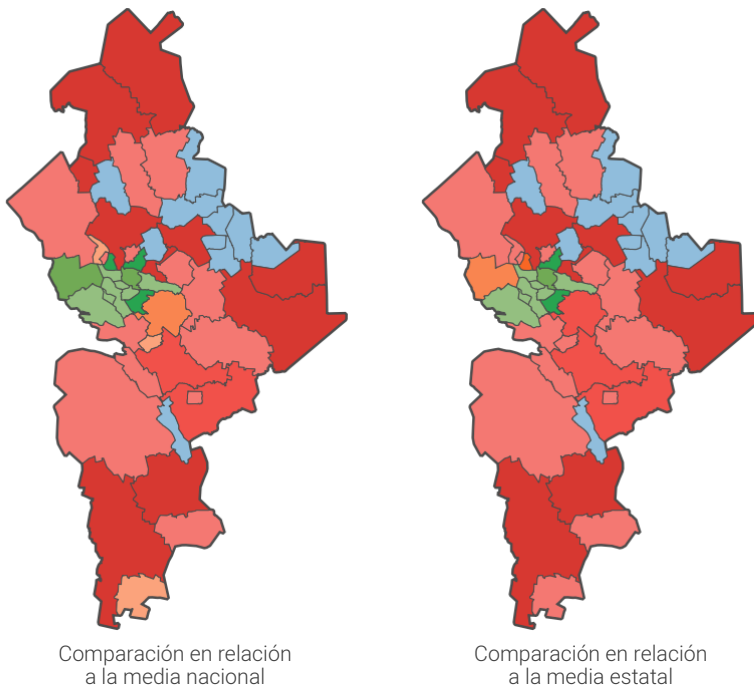 Comparación en relación
a la media nacional
Comparación en relación
a la media estatal